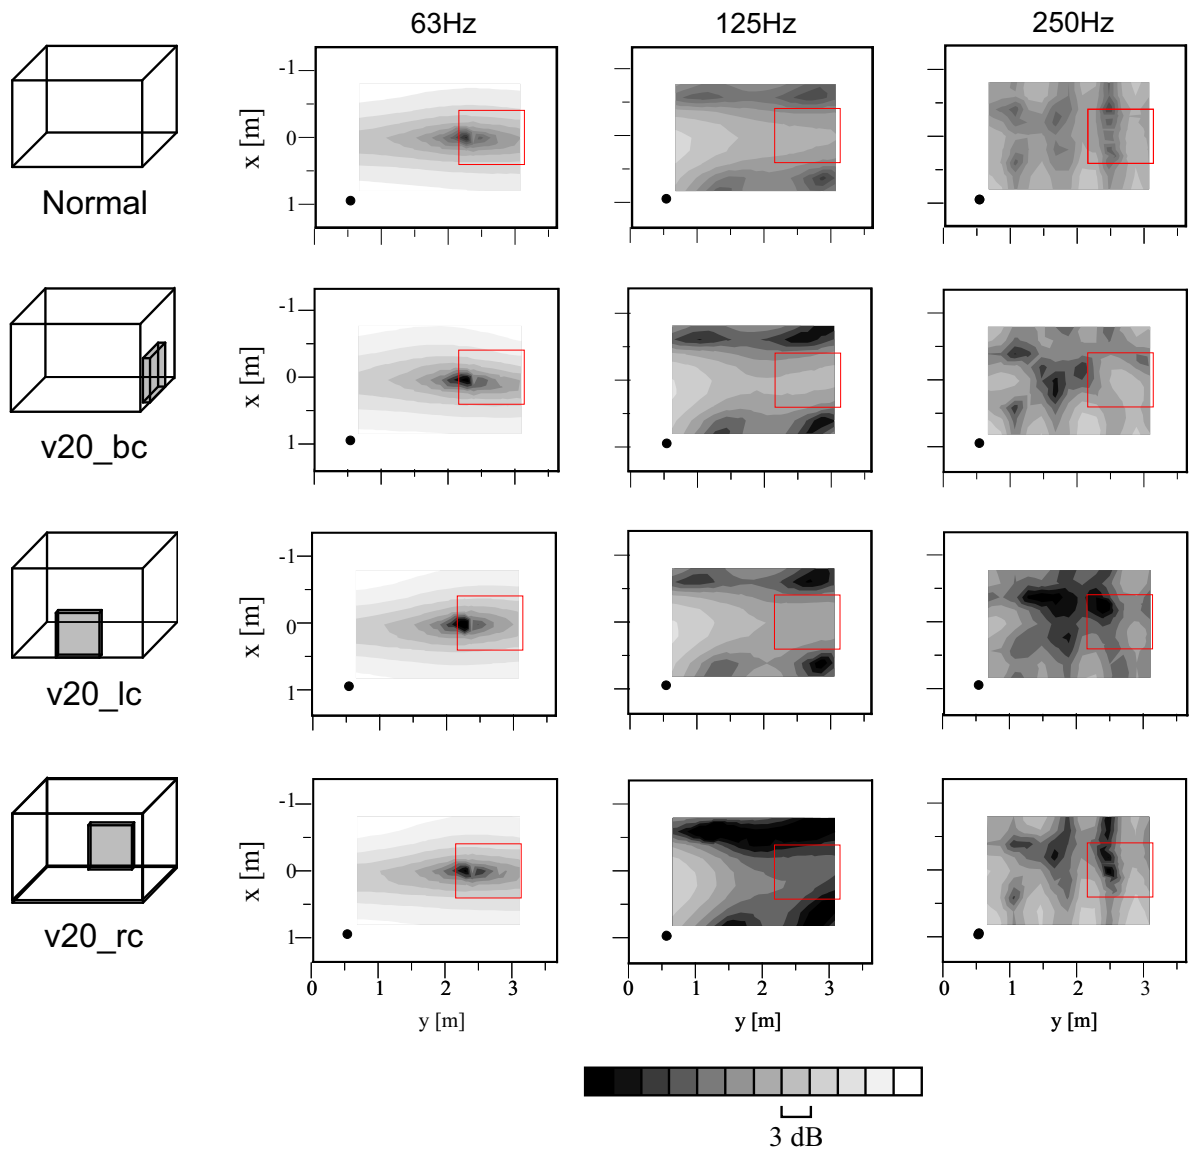 63Hz 125Hz 250Hz
-1
x [m] 0
1
Normal
-1
x [m] 0
1
v20_bc
-1
x [m] 0
1
v20_lc
-1
x [m] 0
1
v20_rc
0 1 2 3 0 1 2 3 0 1 2 3
y [m] y [m] y [m]
3 dB